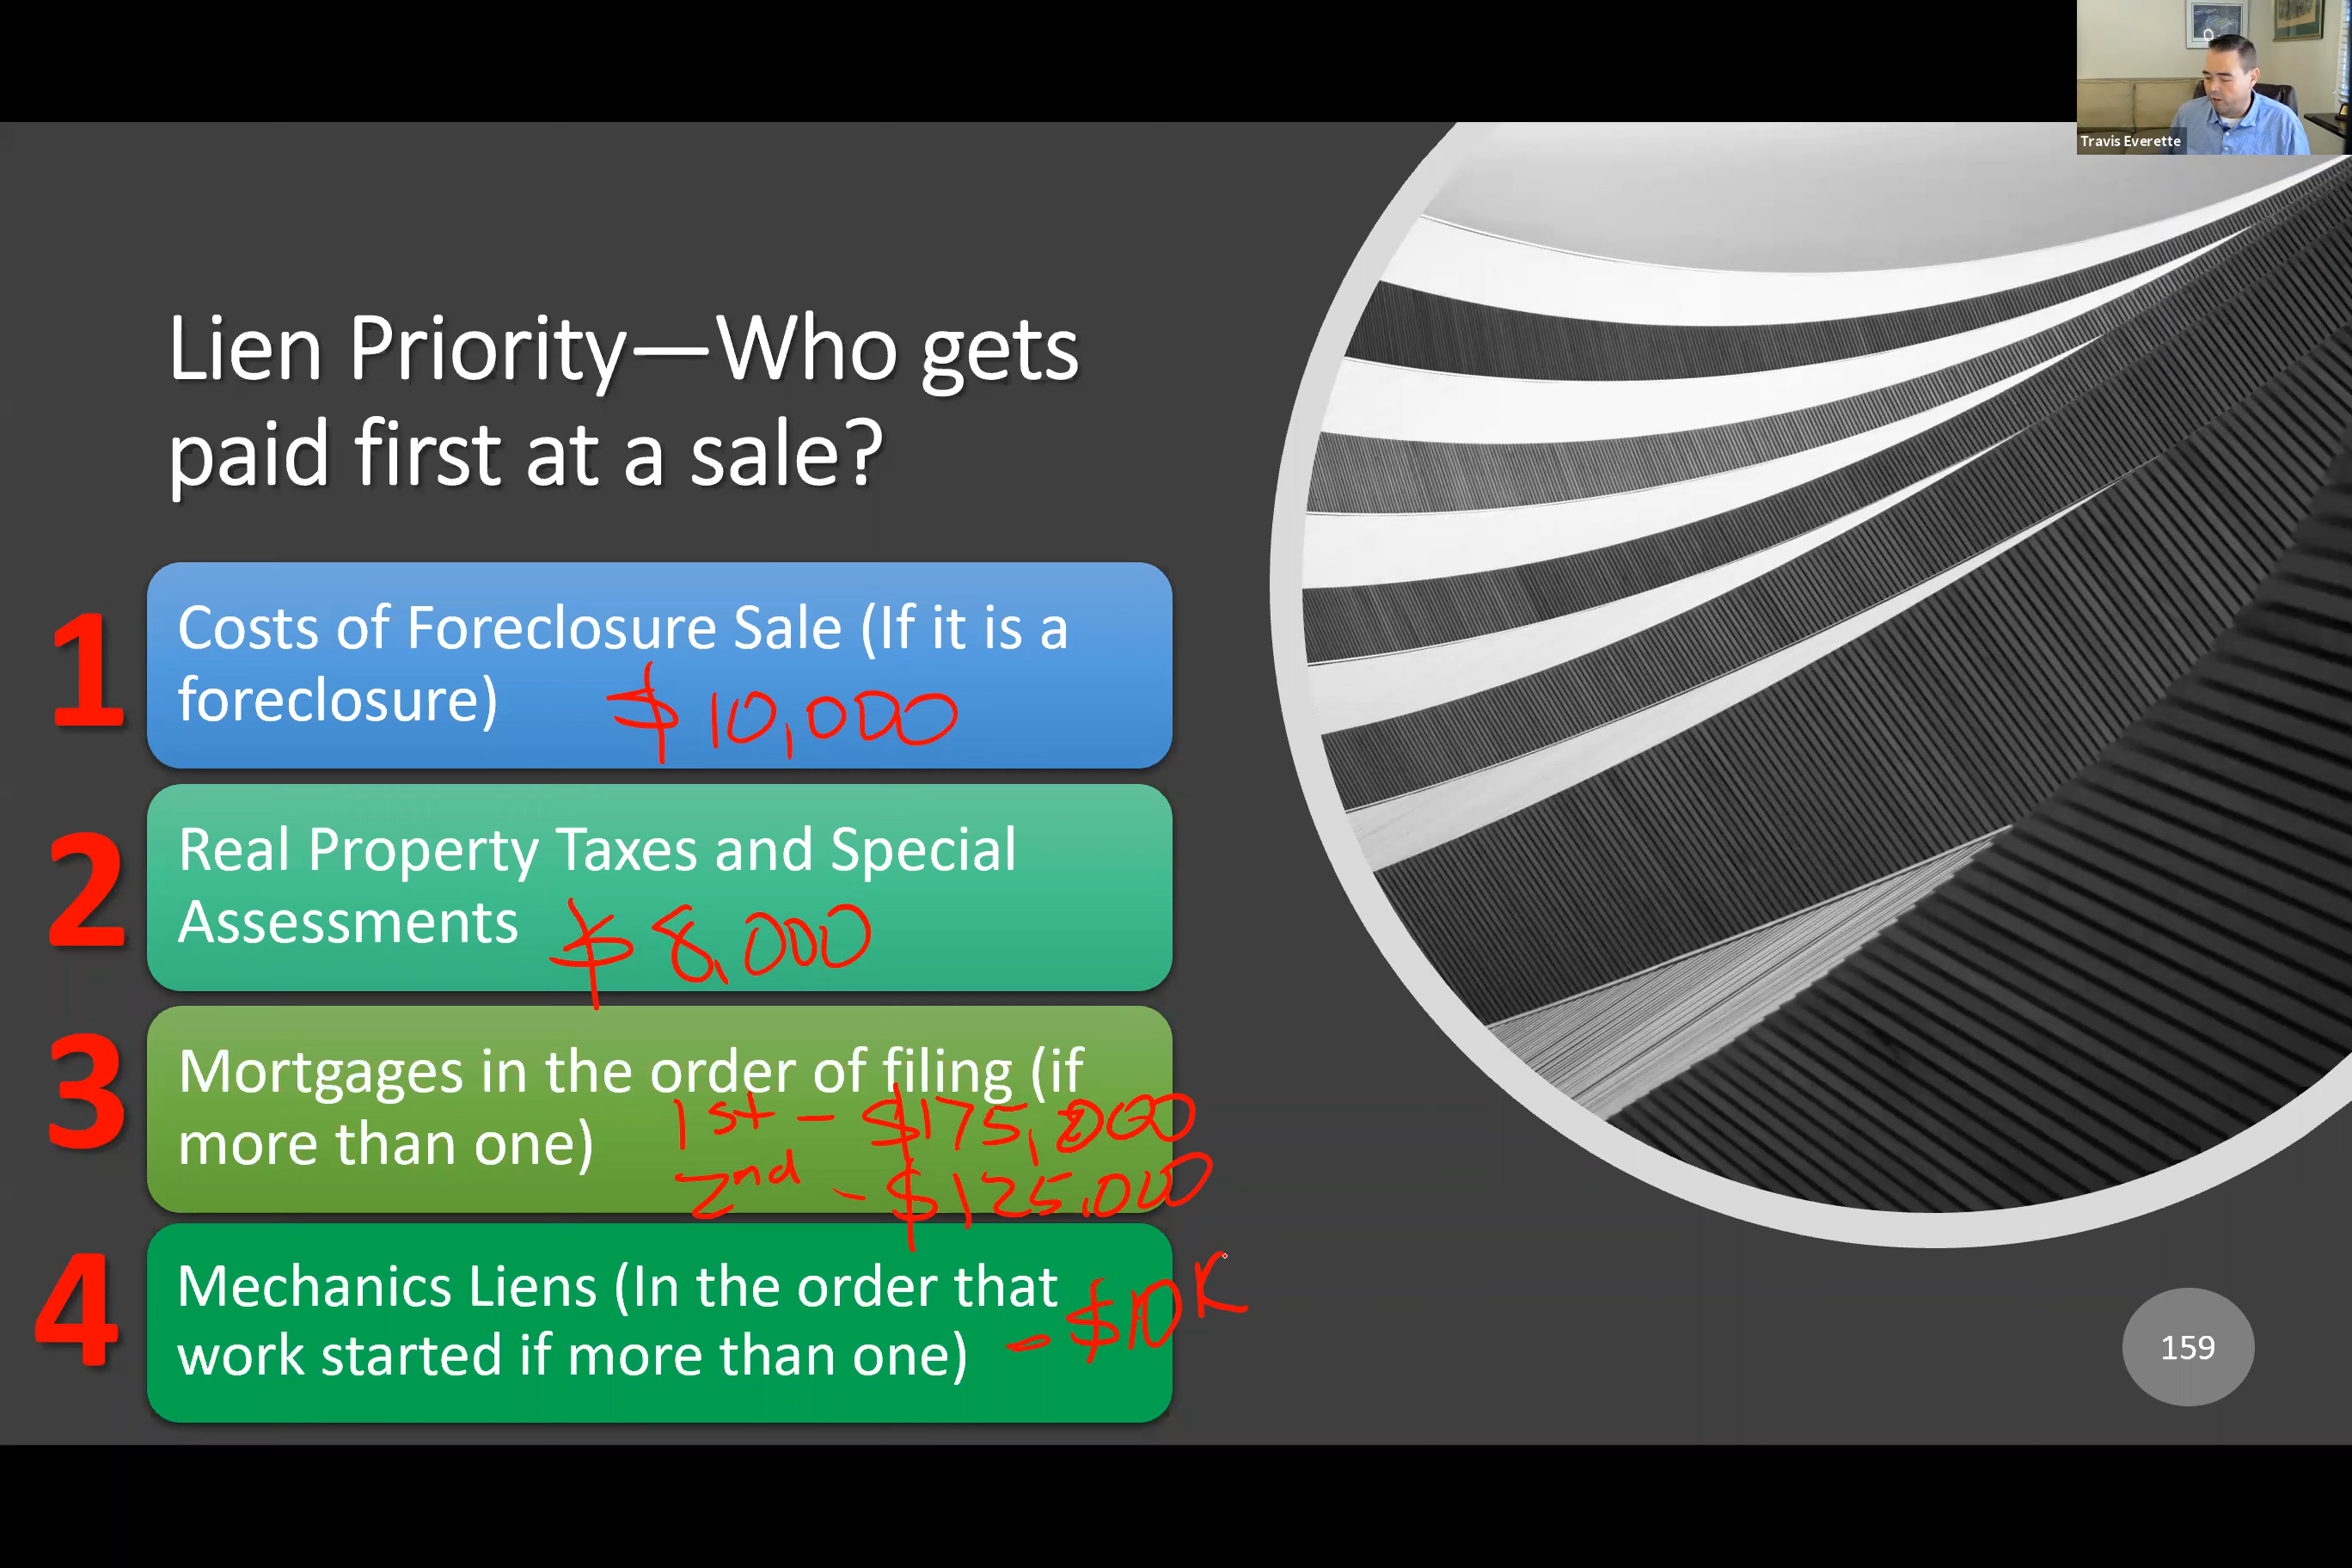 Travis Everette
Lien Priority—Who gets
paid first at a sale?
1
Costs of Foreclosure Sale (If it is a
foreclosure)
$ 10,000
2
Real Property Taxes and Special
Assessments
$ 8,000
3
Mortgages in the order of filing (if
more than one)
1st – $175,000
2nd – $125,000
4
Mechanics Liens (In the order that
work started if more than one)
– $10K
159